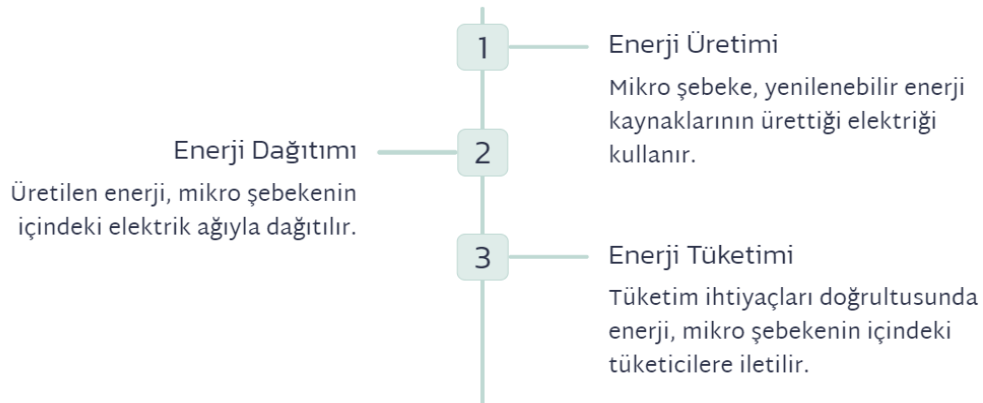 1
Enerji Üretimi
Mikro şebeke, yenilenebilir enerji
kaynaklarının ürettiği elektriği
kullanır.
2
Enerji Dağıtımı
Üretilen enerji, mikro şebekenin
içindeki elektrik ağıyla dağıtılır.
3
Enerji Tüketimi
Tüketim ihtiyaçları doğrultusunda
enerji, mikro şebekenin içindeki
tüketicilere iletilir.